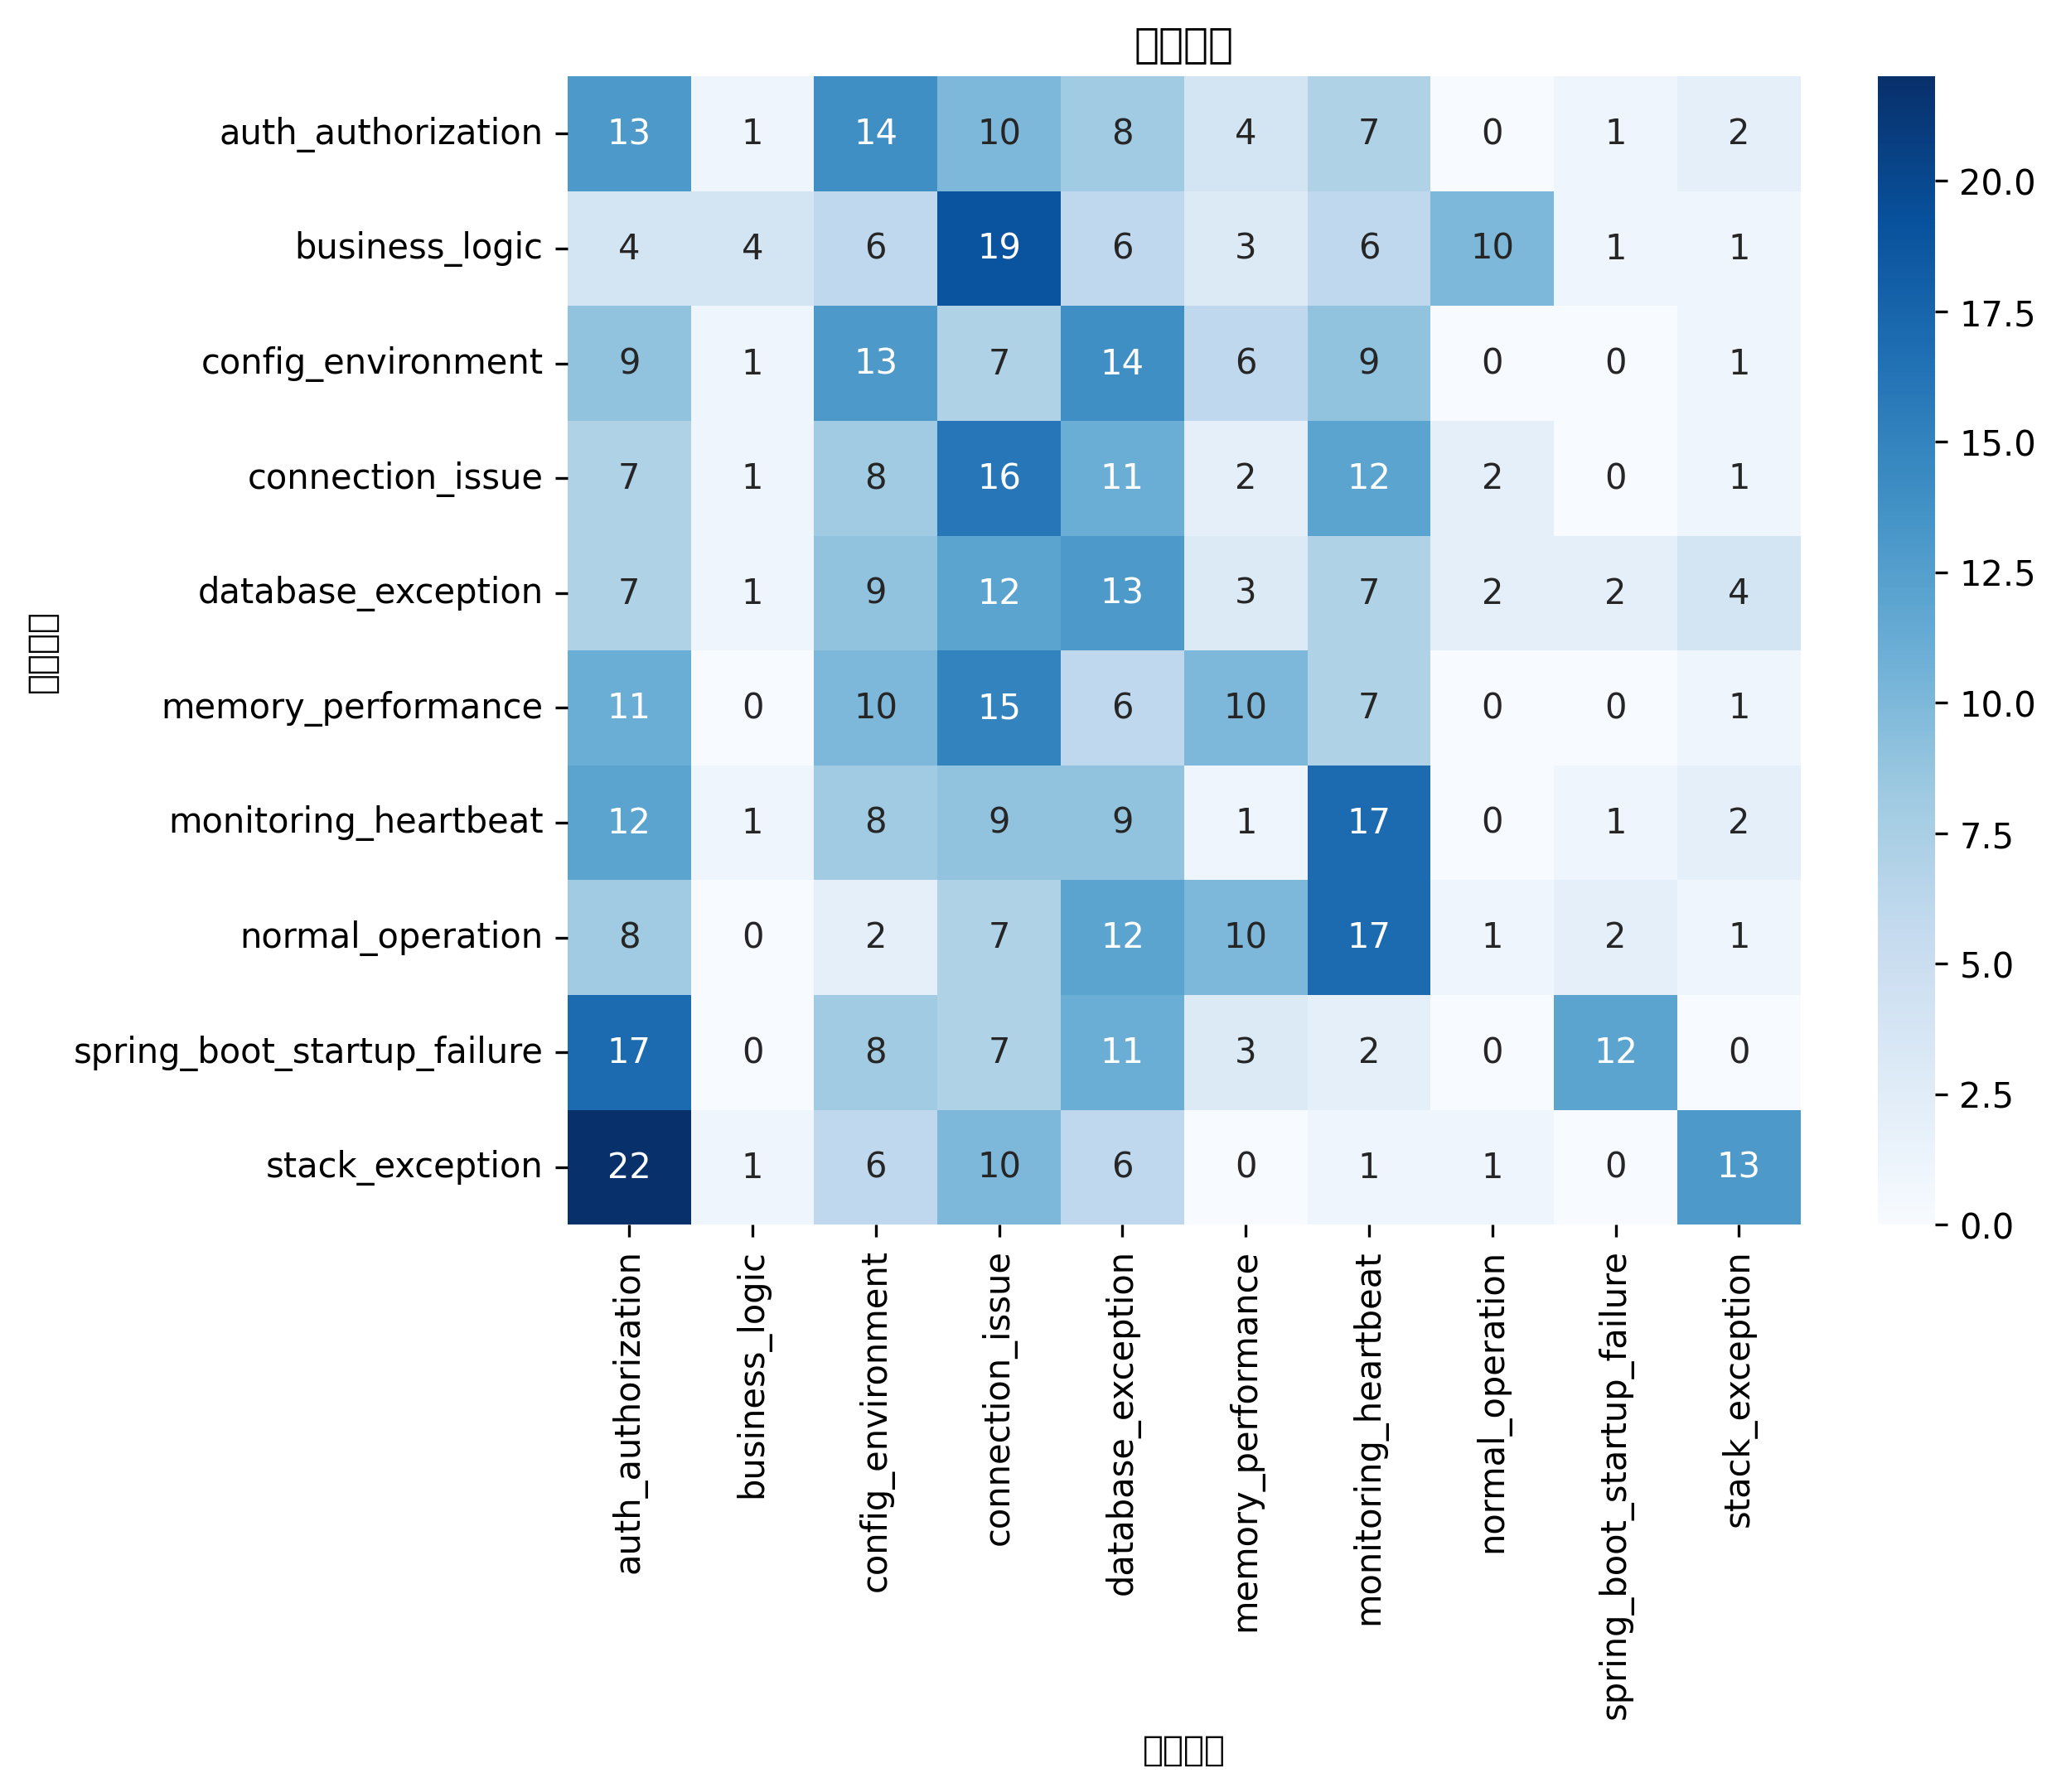 auth_authorization 13 1 14 10 8 4 7 0 1 2
business_logic 4 4 6 19 6 3 6 10 1 1
config_environment 9 1 13 7 14 6 9 0 0 1
connection_issue 7 1 8 16 11 2 12 2 0 1
database_exception 7 1 9 12 13 3 7 2 2 4
memory_performance 11 0 10 15 6 10 7 0 0 1
monitoring_heartbeat 12 1 8 9 9 1 17 0 1 2
normal_operation 8 0 2 7 12 10 17 1 2 1
spring_boot_startup_failure 17 0 8 7 11 3 2 0 12 0
stack_exception 22 1 6 10 6 0 1 1 0 13
auth_authorization
business_logic
config_environment
connection_issue
database_exception
memory_performance
monitoring_heartbeat
normal_operation
spring_boot_startup_failure
stack_exception
20.0
17.5
15.0
12.5
10.0
7.5
5.0
2.5
0.0